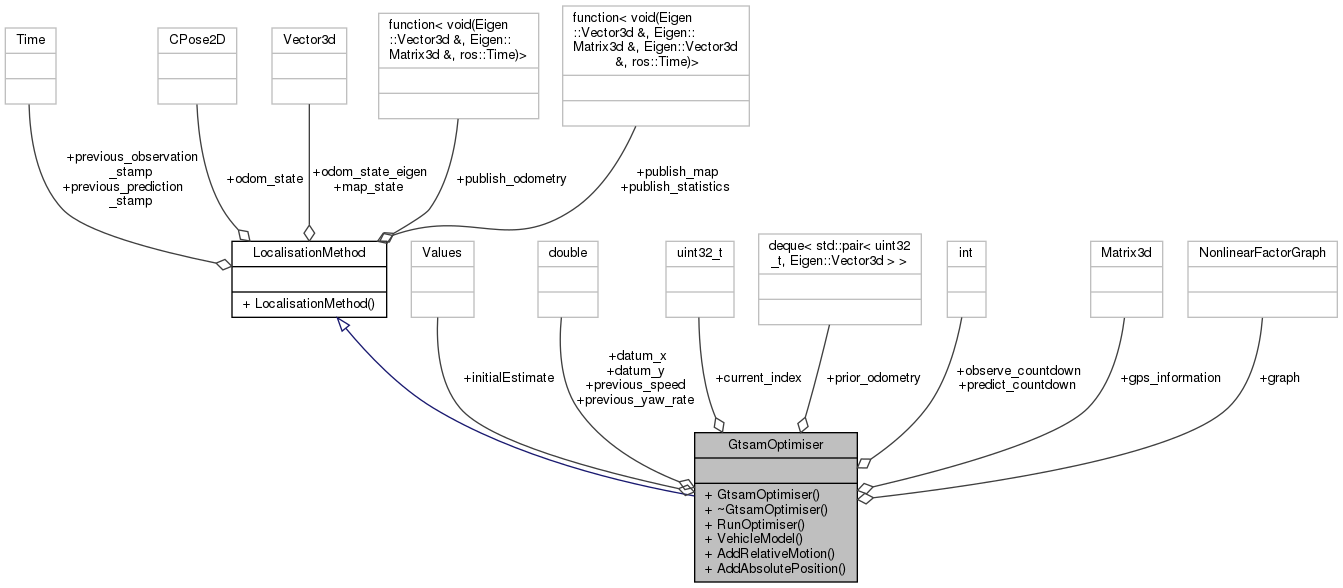 Time
CPose2D
Vector3d
function< void(Eigen
::Vector3d &, Eigen::
Matrix3d &, ros::Time)>
function< void(Eigen
::Vector3d &, Eigen::
Matrix3d &, Eigen::Vector3d
&, ros::Time)>
+previous_observation
_stamp
+previous_prediction
_stamp
+odom_state
+odom_state_eigen
+map_state
+publish_odometry
+publish_map
+publish_statistics
LocalisationMethod
+ LocalisationMethod()
Values
double
uint32_t
deque< std::pair< uint32
_t, Eigen::Vector3d > >
int
Matrix3d
NonlinearFactorGraph
+initialEstimate
+datum_x
+datum_y
+previous_speed
+previous_yaw_rate
+current_index
+prior_odometry
+observe_countdown
+predict_countdown
+gps_information
+graph
GtsamOptimiser
+ GtsamOptimiser()
+ ~GtsamOptimiser()
+ RunOptimiser()
+ VehicleModel()
+ AddRelativeMotion()
+ AddAbsolutePosition()